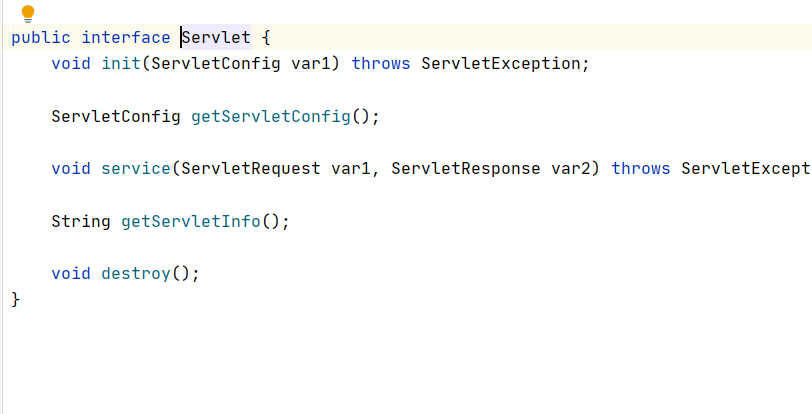 public interface Servlet {
void init(ServletConfig var1) throws ServletException;
ServletConfig getServletConfig();
void service(ServletRequest var1, ServletResponse var2) throws ServletExcept
String getServletInfo();
void destroy();
}